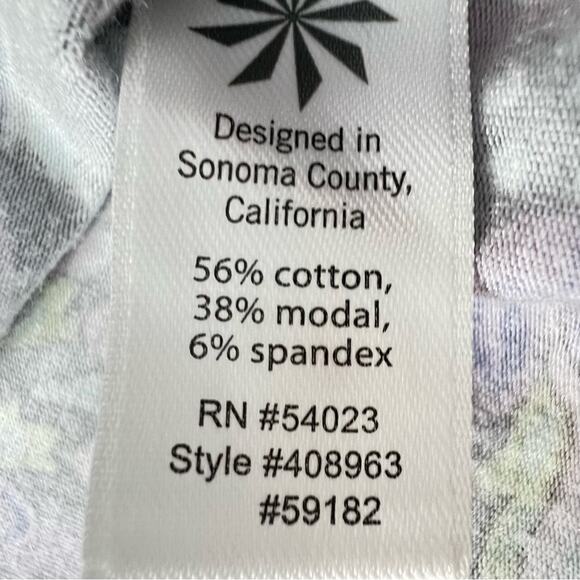 Designed in
Sonoma County,
California
56% cotton,
38% modal,
6% spandex
RN #54023
Style #408963
#59182